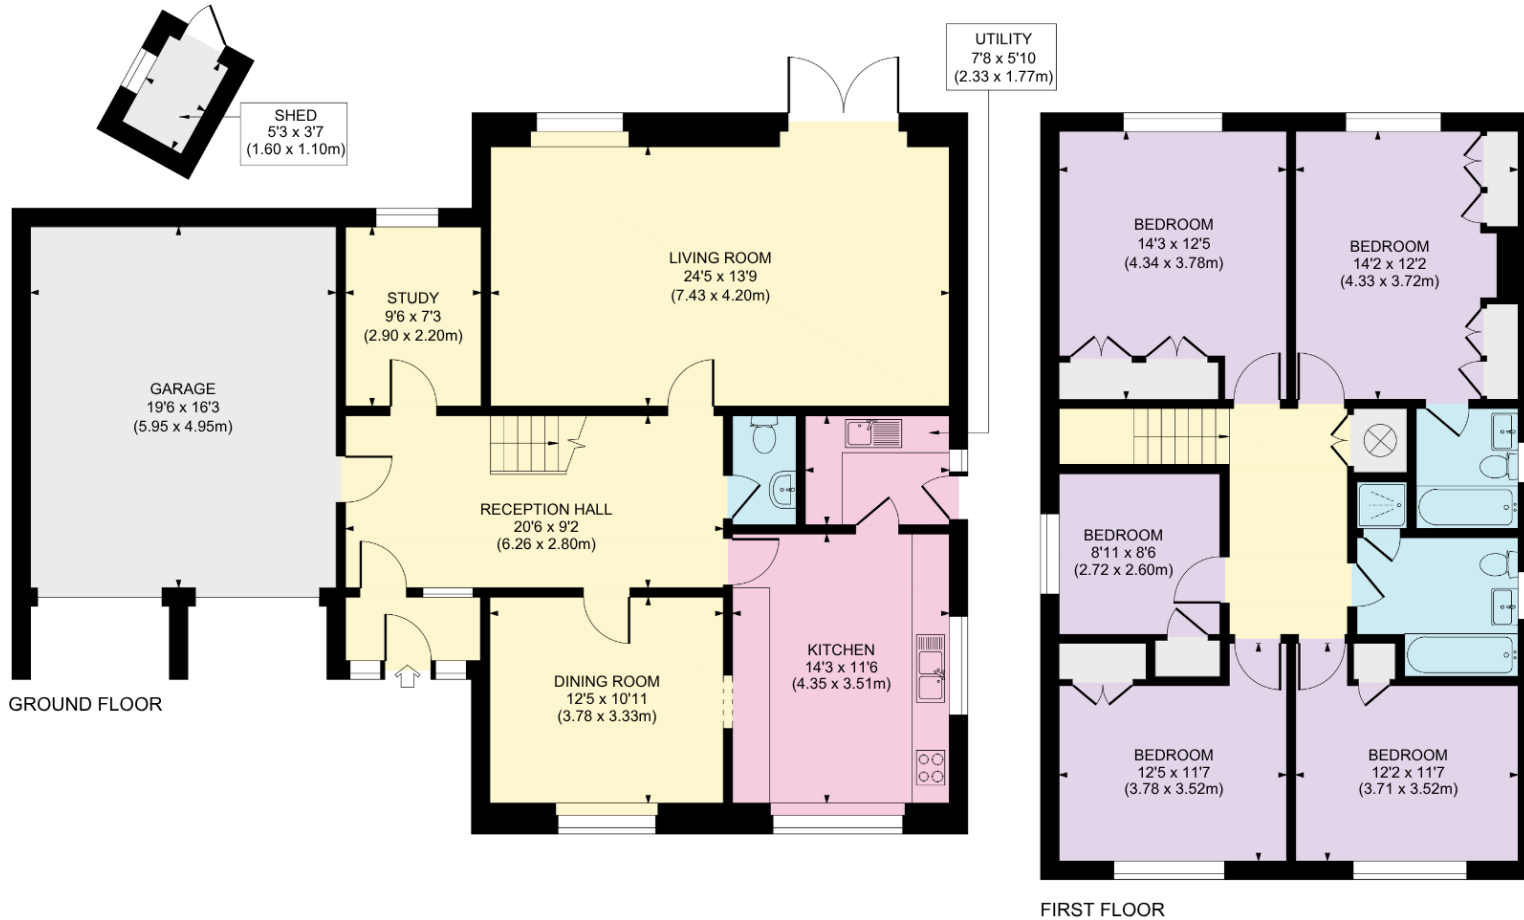 UTILITY
7'8 x 5'10
(2.33 x 1.77m)
SHED
5'3 x 3'7
(1.60 x 1.10m)
LIVING ROOM
24'5 x 13'9
(7.43 x 4.20m)
STUDY
9'6 x 7'3
(2.90 x 2.20m)
GARAGE
19'6 x 16'3
(5.95 x 4.95m)
RECEPTION HALL
20'6 x 9'2
(6.26 x 2.80m)
KITCHEN
14'3 x 11'6
(4.35 x 3.51m)
DINING ROOM
12'5 x 10'11
(3.78 x 3.33m)
GROUND FLOOR
BEDROOM
14'3 x 12'5
(4.34 x 3.78m)
BEDROOM
14'2 x 12'2
(4.33 x 3.72m)
BEDROOM
8'11 x 8'6
(2.72 x 2.60m)
BEDROOM
12'5 x 11'7
(3.78 x 3.52m)
BEDROOM
12'2 x 11'7
(3.71 x 3.52m)
FIRST FLOOR